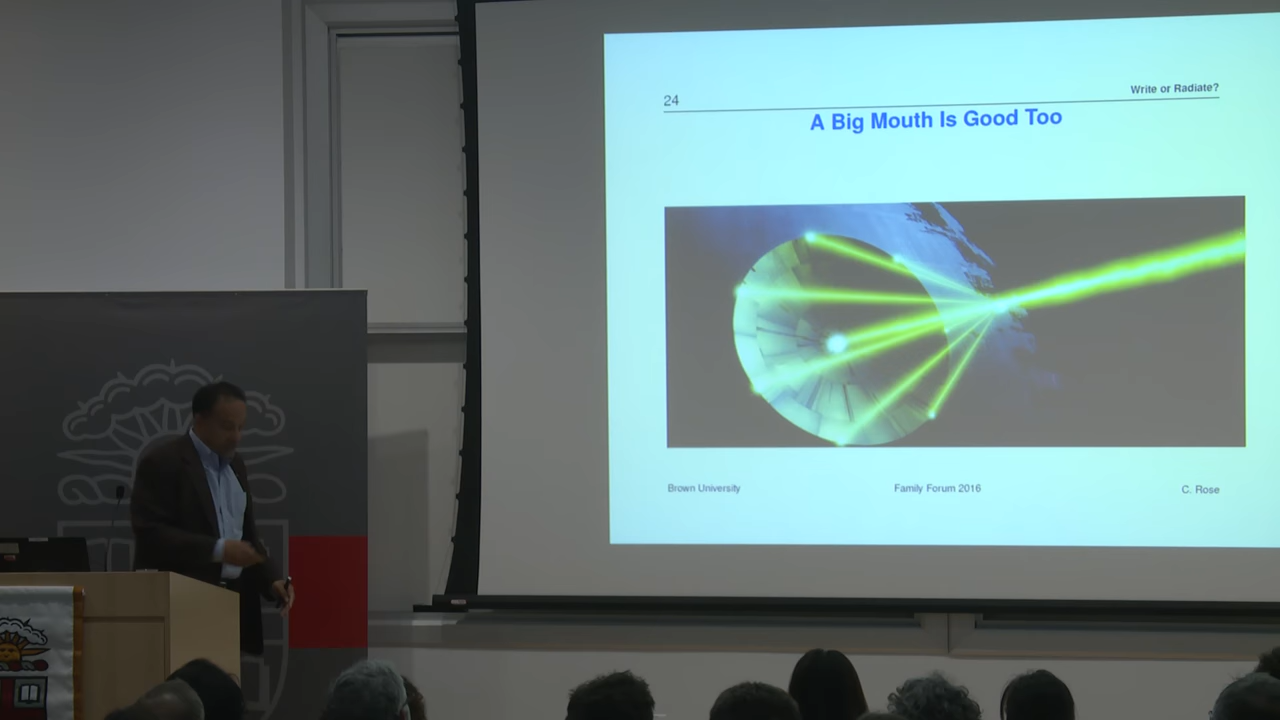 24
Write or Radiate?
A Big Mouth Is Good Too
Brown University
Family Forum 2016
C. Rose